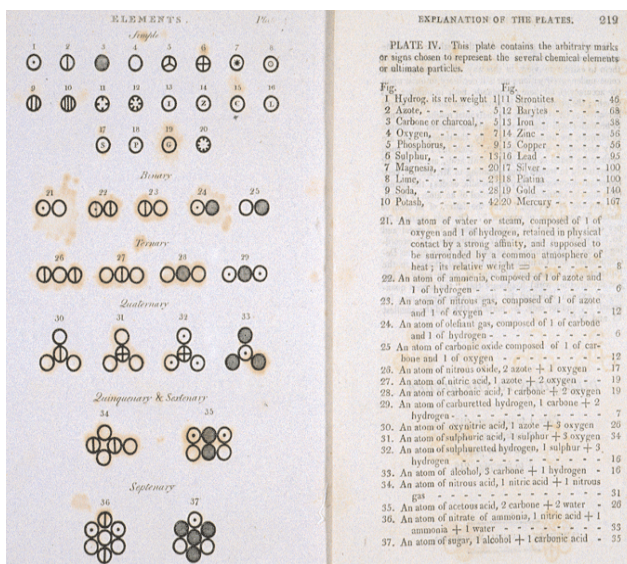 ELEMENTS.
Simple
1 2 3 4 5 6 7 8
9 10 11 12 13 14 15 16
I Z C L
17 18 19 20
S P G
Binary
21 22 23 24 25
Ternary
26 27 28 29
Quaternary
30 31 32 33
Quinquenary & Sextenary
34 35
Septenary
36 37
EXPLANATION OF THE PLATES. 219
PLATE IV. This plate contains the arbitrary marks
or signs chosen to represent the several chemical elements
or ultimate particles.
Fig. Fig.
1 Hydrog. its rel. weight 1 11 Strontites - - - 46
2 Azote, - - - 5 12 Barytes - - - 68
3 Carbone or charcoal, - 5 13 Iron - - - 38
4 Oxygen, - - - 7 14 Zinc - - - 56
5 Phosphorus, - - - 9 15 Copper - - - 56
6 Sulphur, - - - 13 16 Lead - - - 95
7 Magnesia, - - - 20 17 Silver - - - 100
8 Lime, - - - 18 Platina - - - 100
9 Soda, - - - 28 19 Gold - - - 140
10 Potash, - - - 42 20 Mercury - - - 167
21. An atom of water or steam, composed of 1 of
oxygen and 1 of hydrogen, retained in physical
contact by a strong affinity, and supposed to
be surrounded by a common atmosphere of
heat; its relative weight = - - - 8
22. An atom of ammonia, composed of 1 of azote and
1 of hydrogen - - - 6
23. An atom of nitrous gas, composed of 1 of azote
and 1 of oxygen - - - 12
24. An atom of olefiant gas, composed of 1 of carbone
and 1 of hydrogen - - - 6
25 An atom of carbonic oxide composed of 1 of car-
bone and 1 of oxygen - - - 12
26. An atom of nitrous oxide, 2 azote + 1 oxygen - 17
27. An atom of nitric acid, 1 azote + 2 oxygen - 19
28. An atom of carbonic acid, 1 carbone + 2 oxygen 19
29. An atom of carburetted hydrogen, 1 carbone + 2
hydrogen - - - 7
30. An atom of oxynitric acid, 1 azote + 3 oxygen 26
31. An atom of sulphuric acid, 1 sulphur + 3 oxygen 34
32. An atom of sulphuretted hydrogen, 1 sulphur + 3
hydrogen - - - 16
33. An atom of alcohol, 3 carbone + 1 hydrogen - 16
34. An atom of nitrous acid, 1 nitric acid + 1 nitrous
gas - - - 31
35. An atom of acetous acid, 2 carbone + 2 water - 26
36. An atom of nitrate of ammonia, 1 nitric acid + 1
ammonia + 1 water - - - 33
37. An atom of sugar, 1 alcohol + 1 carbonic acid - 35